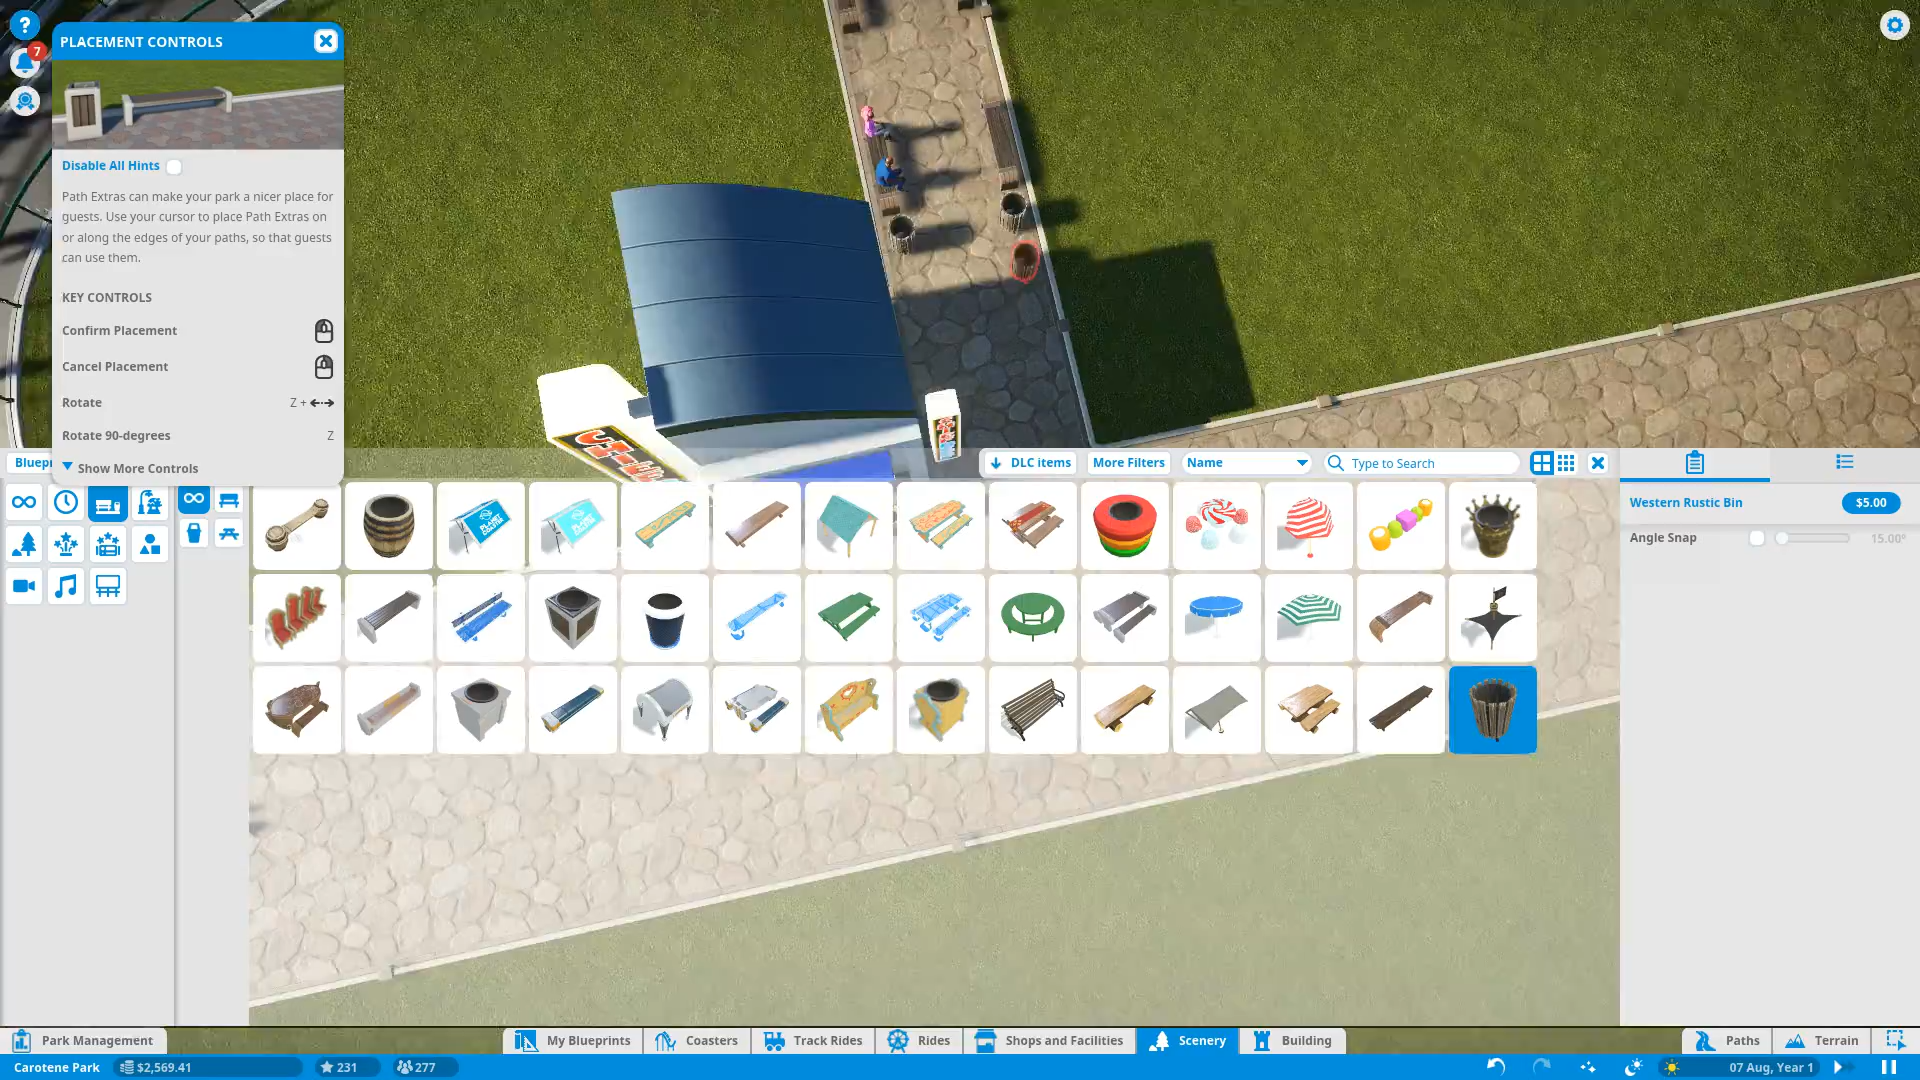 ?
7
PLACEMENT CONTROLS
Disable All Hints
Path Extras can make your park a nicer place for
guests. Use your cursor to place Path Extras on
or along the edges of your paths, so that guests
can use them.
KEY CONTROLS
Confirm Placement
Cancel Placement
Rotate Z +
Rotate 90-degrees Z
Show More Controls
DLC items More Filters Name Type to Search
Western Rustic Bin $5.00
Angle Snap 15.00°
Park Management My Blueprints Coasters Track Rides Rides Shops and Facilities Scenery Building Paths Terrain
Carotene Park $2,569.41 231 277 07 Aug, Year 1